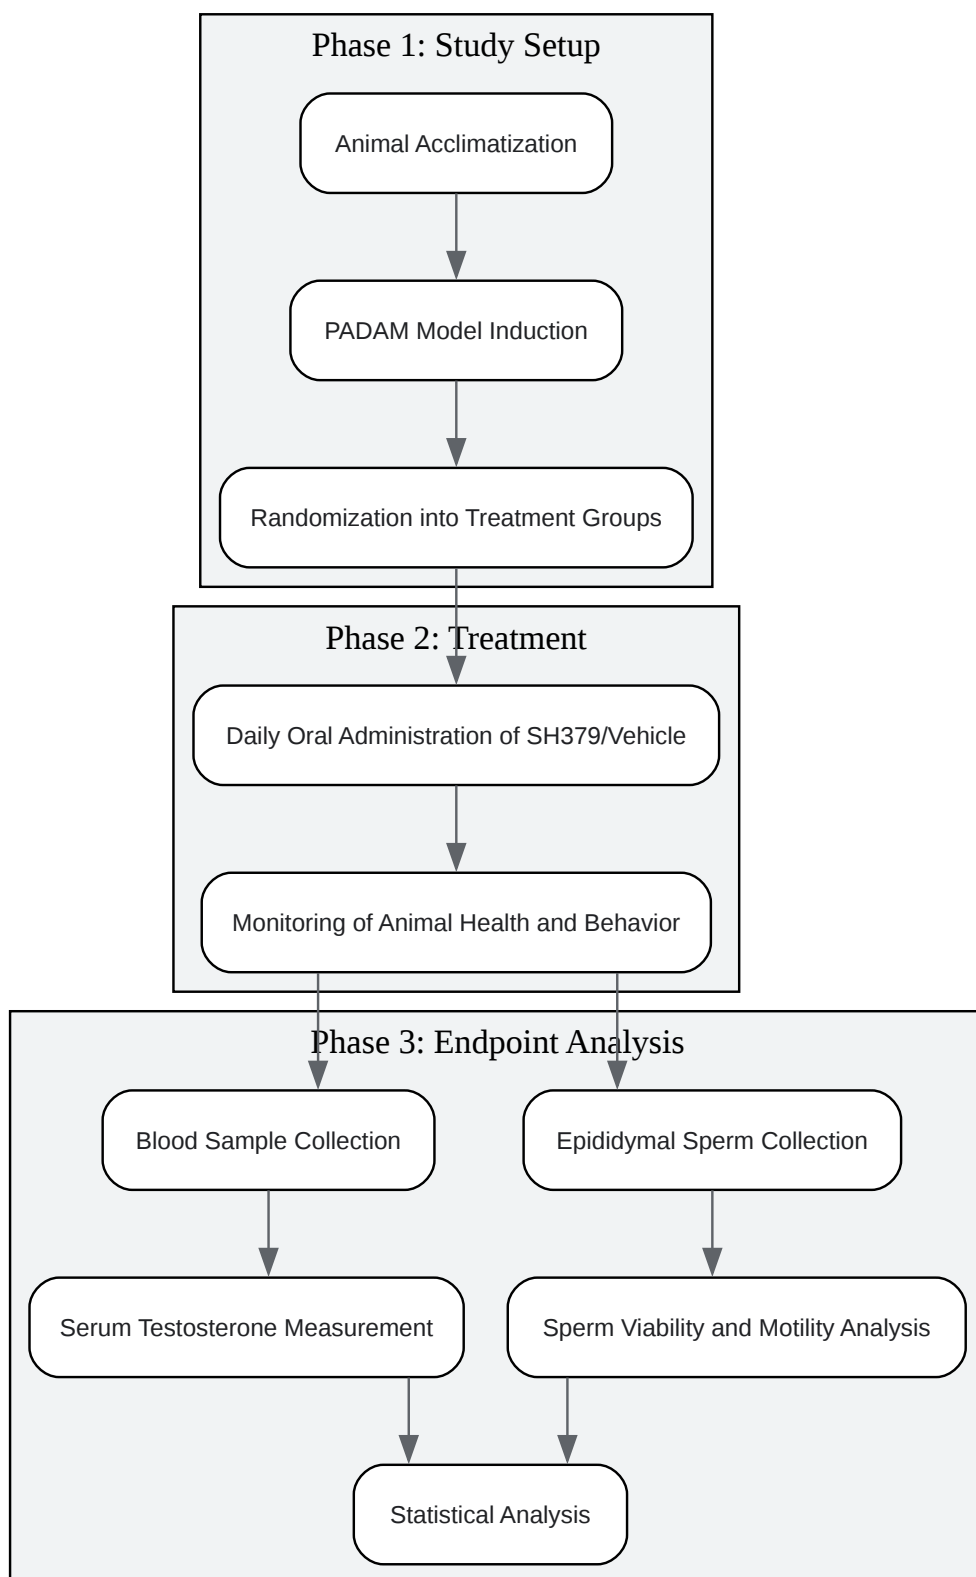 Phase 1: Study Setup
Animal Acclimatization
PADAM Model Induction
Randomization into Treatment Groups
Phase 2: Treatment
Daily Oral Administration of SH379/Vehicle
Monitoring of Animal Health and Behavior
Phase 3: Endpoint Analysis
Blood Sample Collection
Epididymal Sperm Collection
Serum Testosterone Measurement
Sperm Viability and Motility Analysis
Statistical Analysis